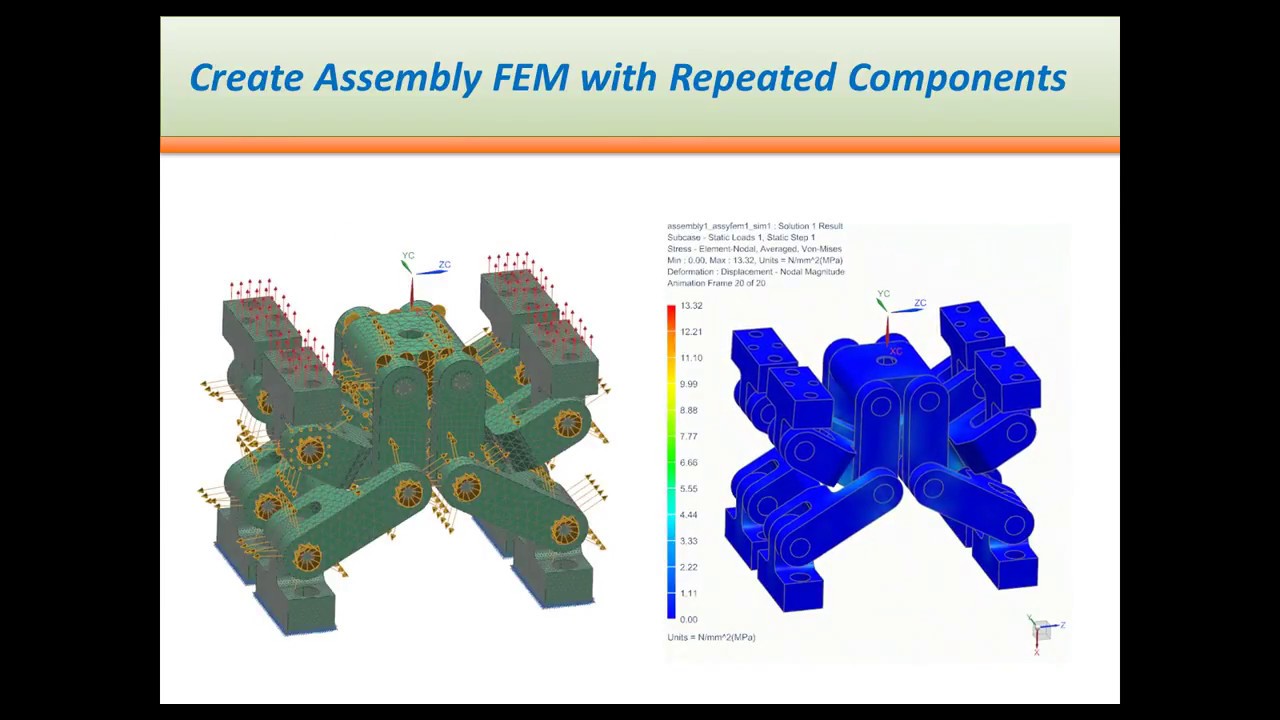 Create Assembly FEM with Repeated Components
YC
ZC
assembly1_assyfem1_sim1 : Solution 1 Result
Subcase - Static Loads 1, Static Step 1
Stress - Element-Nodal, Averaged, Von-Mises
Min : 0.00, Max : 13.32, Units = N/mm^2(MPa)
Deformation : Displacement - Nodal Magnitude
Animation Frame 20 of 20
YC
ZC
XC
13.32
12.21
11.10
9.99
8.88
7.77
6.66
5.55
4.44
3.33
2.22
1.11
0.00
Units = N/mm^2(MPa)
Y
Z
X